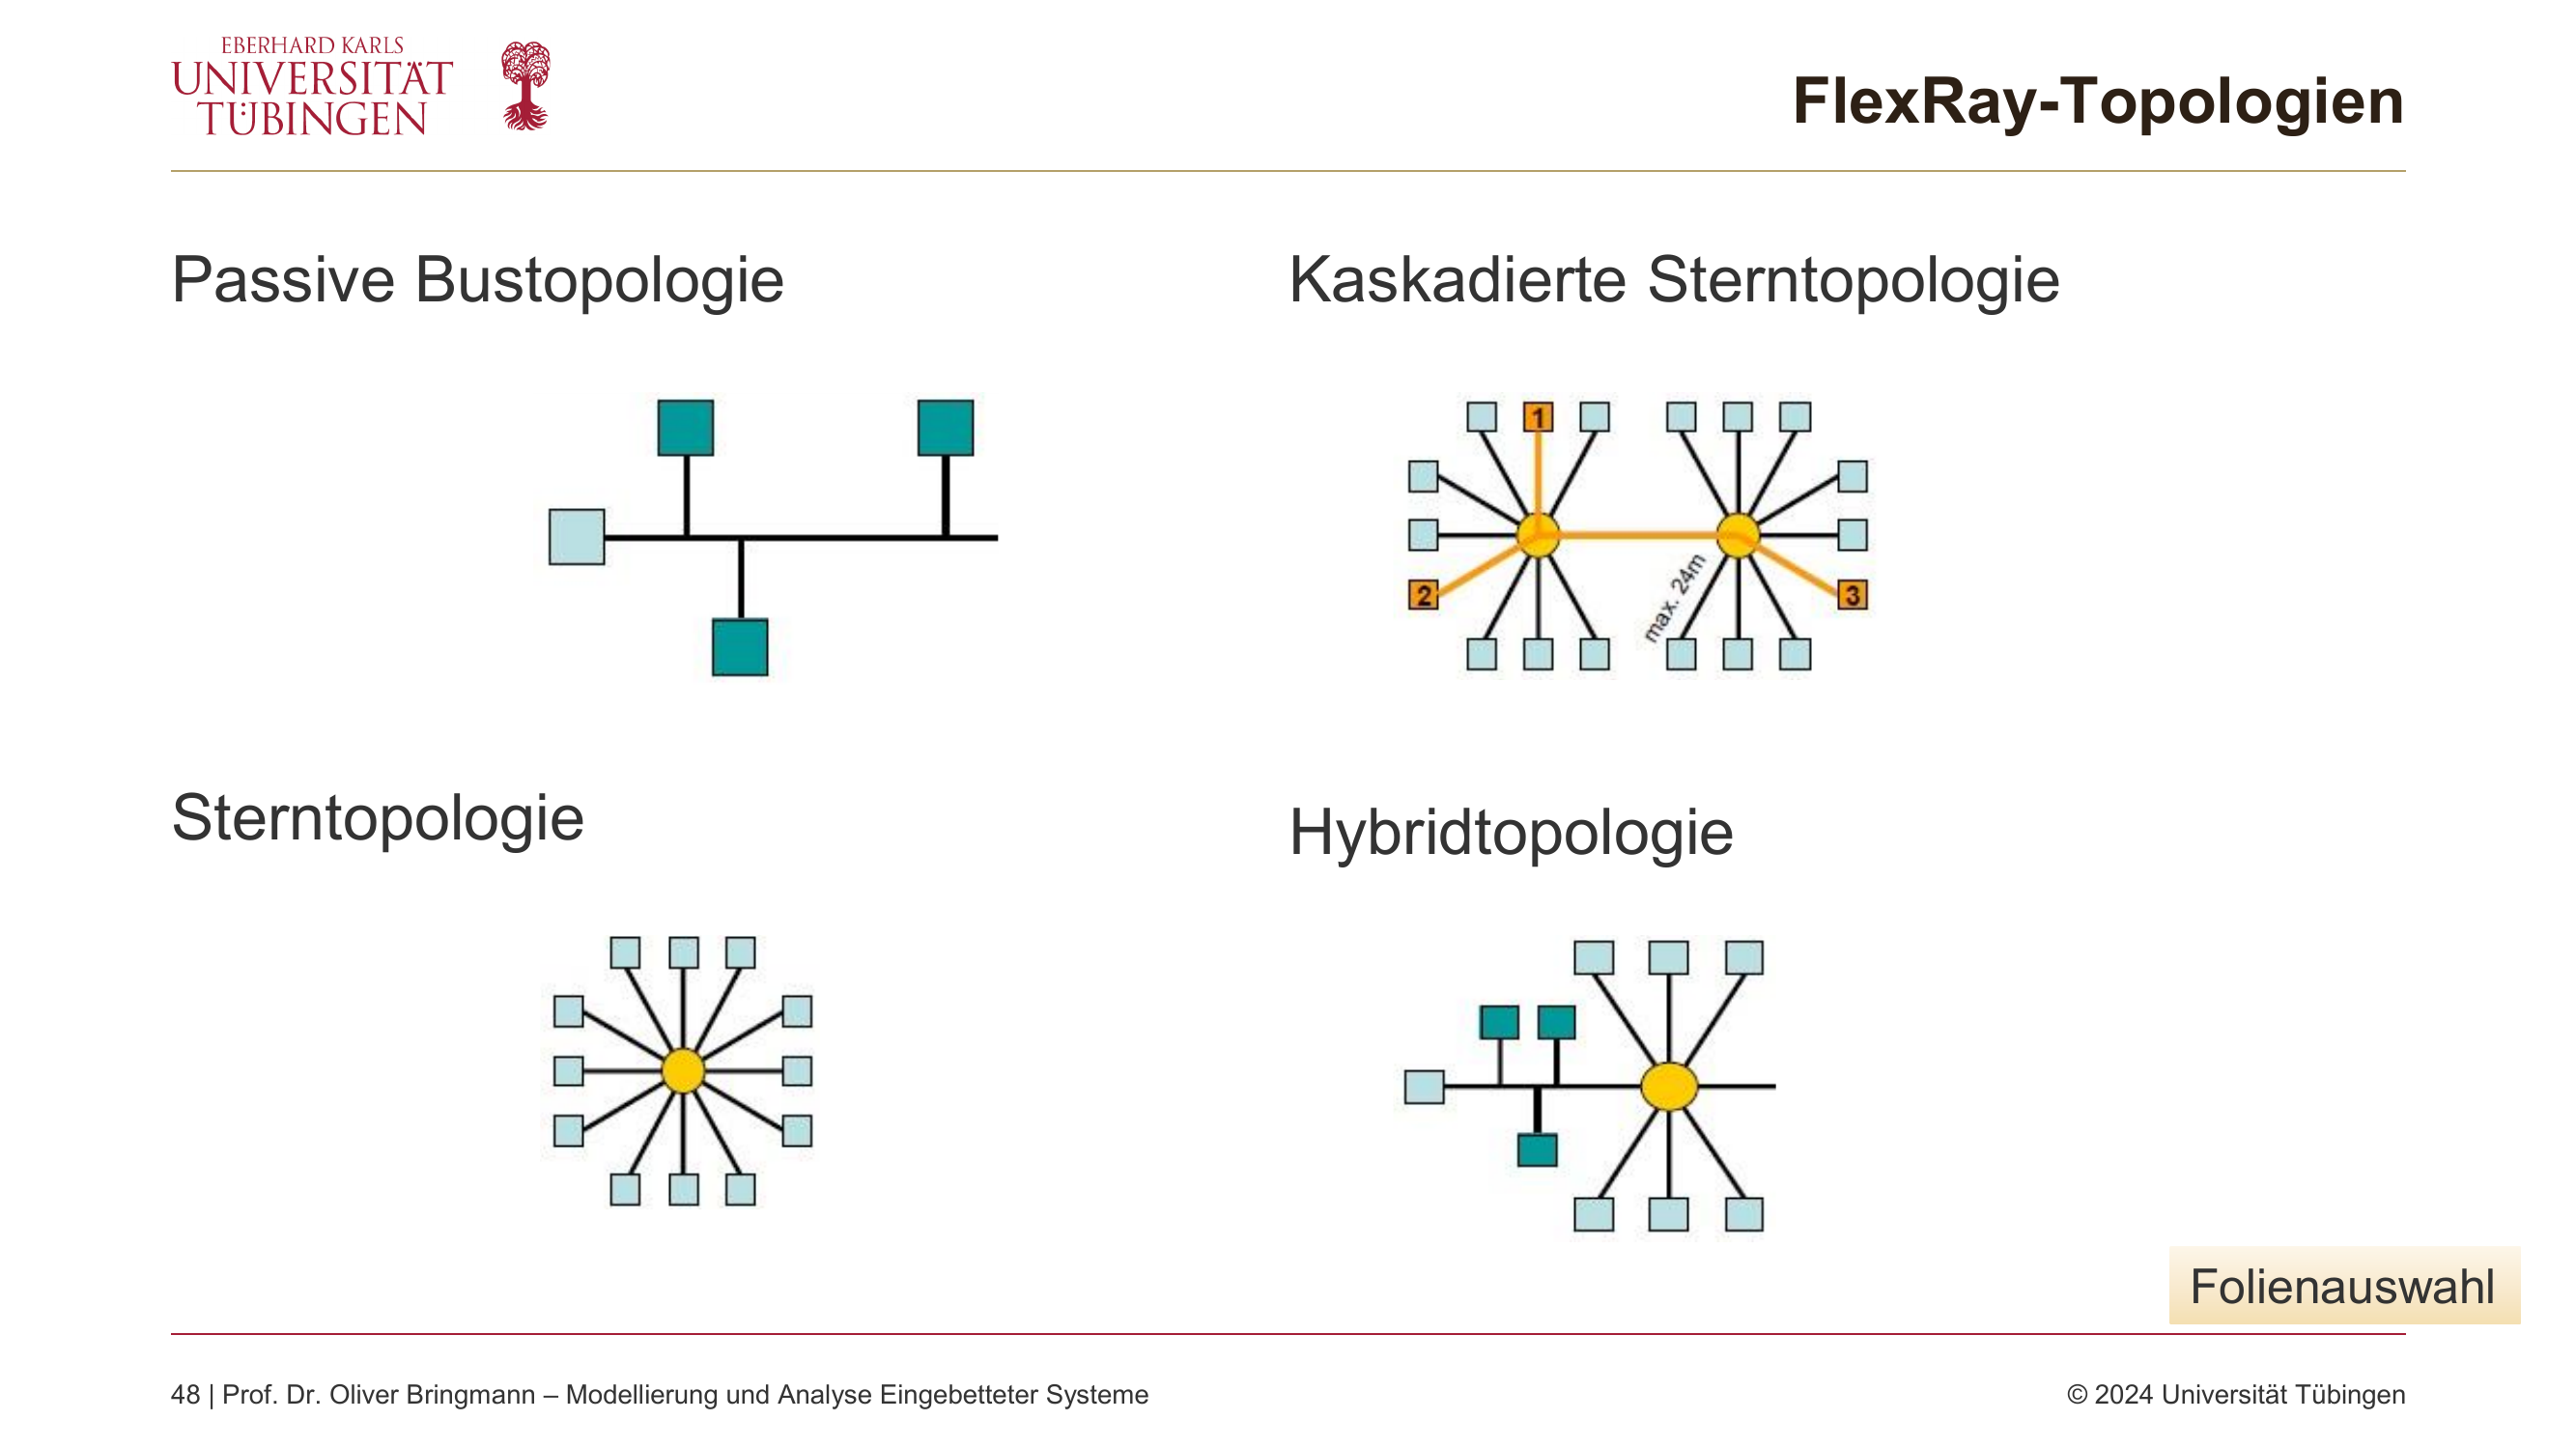 EBERHARD KARLS
UNIVERSITÄT
TÜBINGEN
FlexRay-Topologien
Passive Bustopologie
Kaskadierte Sterntopologie
1
2
3
max. 24m
Sterntopologie
Hybridtopologie
Folienauswahl
48 | Prof. Dr. Oliver Bringmann – Modellierung und Analyse Eingebetteter Systeme
© 2024 Universität Tübingen